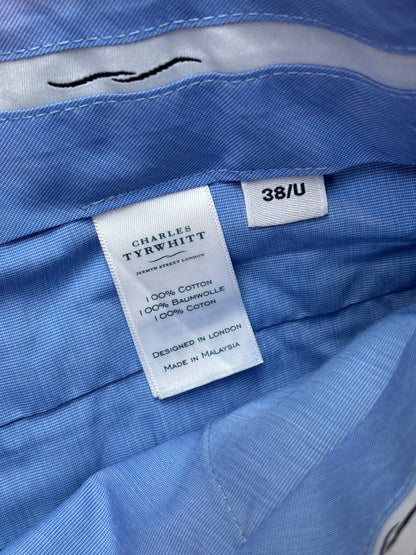 38/U
CHARLES
TYRWHITT
JERMYN STREET LONDON
100% COTTON
100% BAUMWOLLE
100% COTON
DESIGNED IN LONDON
MADE IN MALAYSIA